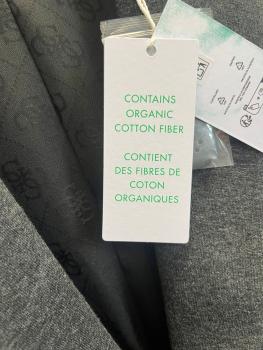 CONTAINS
ORGANIC
COTTON FIBER
CONTIENT
DES FIBRES DE
COTON
ORGANIQUES